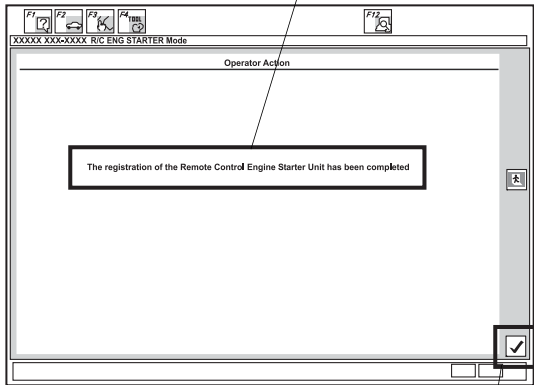 F1 F2 F3 F4 TOOL F12
XXXXX XXX-XXXX R/C ENG STARTER Mode
Operator Action
The registration of the Remote Control Engine Starter Unit has been completed